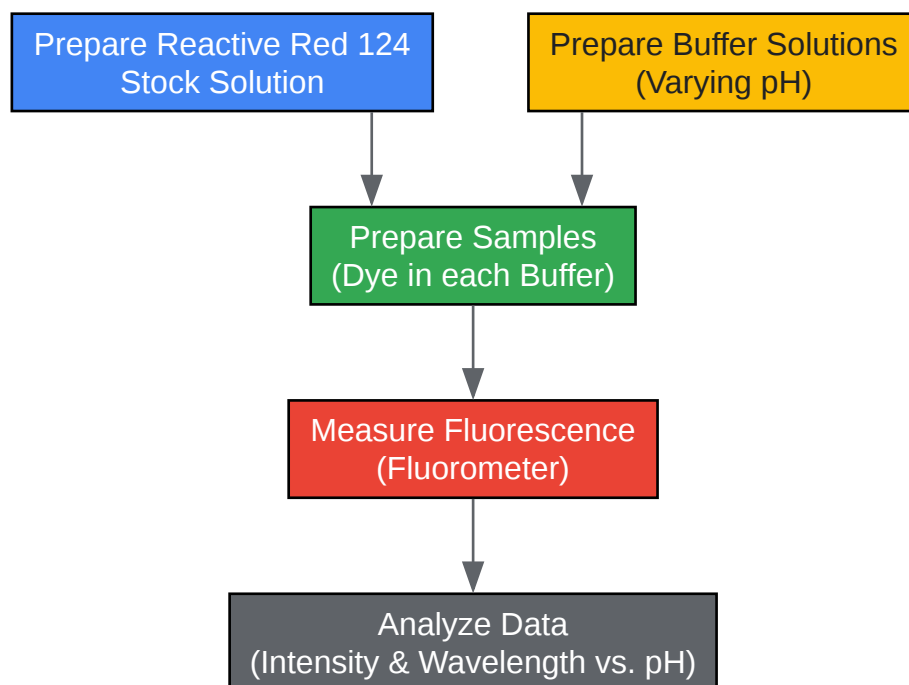 Prepare Reactive Red 124
Stock Solution
Prepare Buffer Solutions
(Varying pH)
Prepare Samples
(Dye in each Buffer)
Measure Fluorescence
(Fluorometer)
Analyze Data
(Intensity & Wavelength vs. pH)